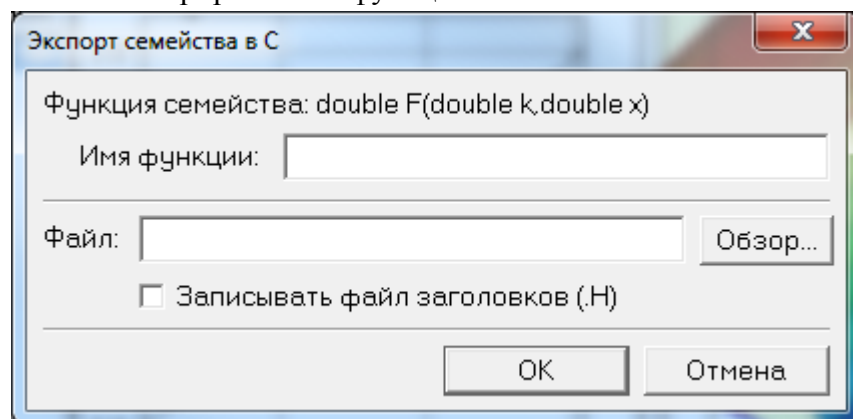 Экспорт семейства в C
Функция семейства: double F(double k,double x)
Имя функции:
Файл:
Обзор...
Записывать файл заголовков (.H)
OK
Отмена